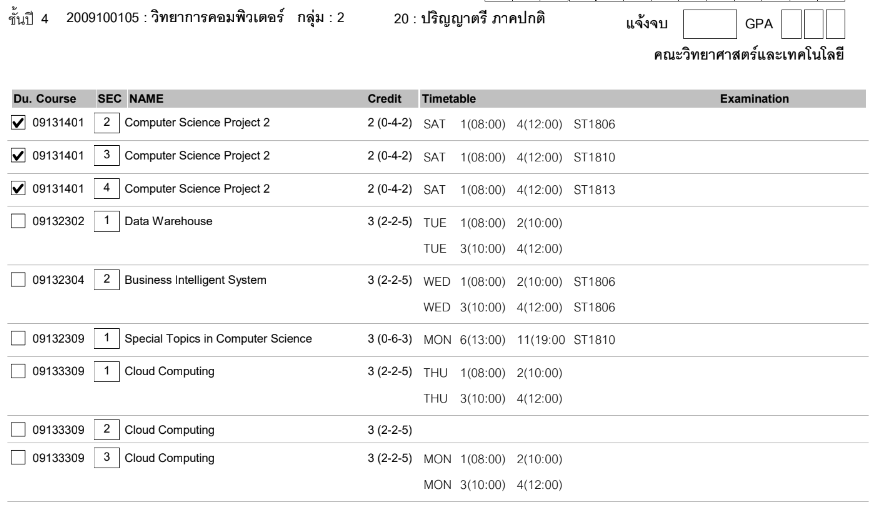 ชั้นปี 4 2009100105 : วิทยาการคอมพิวเตอร์ กลุ่ม : 2 20 : ปริญญาตรี ภาคปกติ แจ้งจบ GPA
คณะวิทยาศาสตร์และเทคโนโลยี
Du. Course SEC NAME Credit Timetable Examination
09131401 2 Computer Science Project 2 2 (0-4-2) SAT 1(08:00) 4(12:00) ST1806
09131401 3 Computer Science Project 2 2 (0-4-2) SAT 1(08:00) 4(12:00) ST1810
09131401 4 Computer Science Project 2 2 (0-4-2) SAT 1(08:00) 4(12:00) ST1813
09132302 1 Data Warehouse 3 (2-2-5) TUE 1(08:00) 2(10:00)
TUE 3(10:00) 4(12:00)
09132304 2 Business Intelligent System 3 (2-2-5) WED 1(08:00) 2(10:00) ST1806
WED 3(10:00) 4(12:00) ST1806
09132309 1 Special Topics in Computer Science 3 (0-6-3) MON 6(13:00) 11(19:00 ST1810
09133309 1 Cloud Computing 3 (2-2-5) THU 1(08:00) 2(10:00)
THU 3(10:00) 4(12:00)
09133309 2 Cloud Computing 3 (2-2-5)
09133309 3 Cloud Computing 3 (2-2-5) MON 1(08:00) 2(10:00)
MON 3(10:00) 4(12:00)